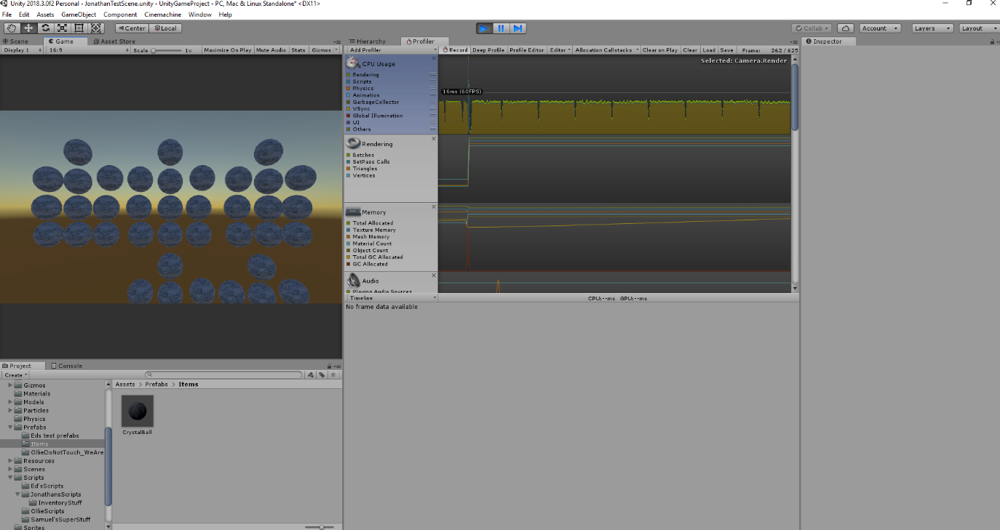 Unity 2018.3.0f2 Personal - JonathanTestScene.unity - UnityGameProject - PC, Mac & Linux Standalone* <DX11>
File Edit Assets GameObject Component Cinemachine Window Help
Center Local
Collab Account Layers Layout
Scene Game Asset Store
Display 1 16:9 Scale 1x Maximize On Play Mute Audio Stats Gizmos
Hierarchy Profiler
Add Profiler Record Deep Profile Profile Editor Editor Allocation Callstacks Clear on Play Clear Load Save Frame: 262 / 625
Inspector
Selected: Camera.Render
CPU Usage
Rendering
Scripts
Physics
Animation
GarbageCollector
VSync
Global Illumination
UI
Others
16ms (60FPS)
Rendering
Batches
SetPass Calls
Triangles
Vertices
Memory
Total Allocated
Texture Memory
Mesh Memory
Material Count
Object Count
Total GC Allocated
GC Allocated
Audio
Playing Audio Sources
Timeline
CPU:--ms GPU:--ms
No frame data available
Project Console
Create
Gizmos
Materials
Models
Particles
Physics
Prefabs
Eds test prefabs
Items
OllieDoNotTouch_WeAre
Resources
Scenes
Scripts
Ed'sScripts
JonathansScripts
InventoryStuff
OllieScripts
Samuel'sSuperStuff
Sprites
Assets > Prefabs > Items
CrystalBall